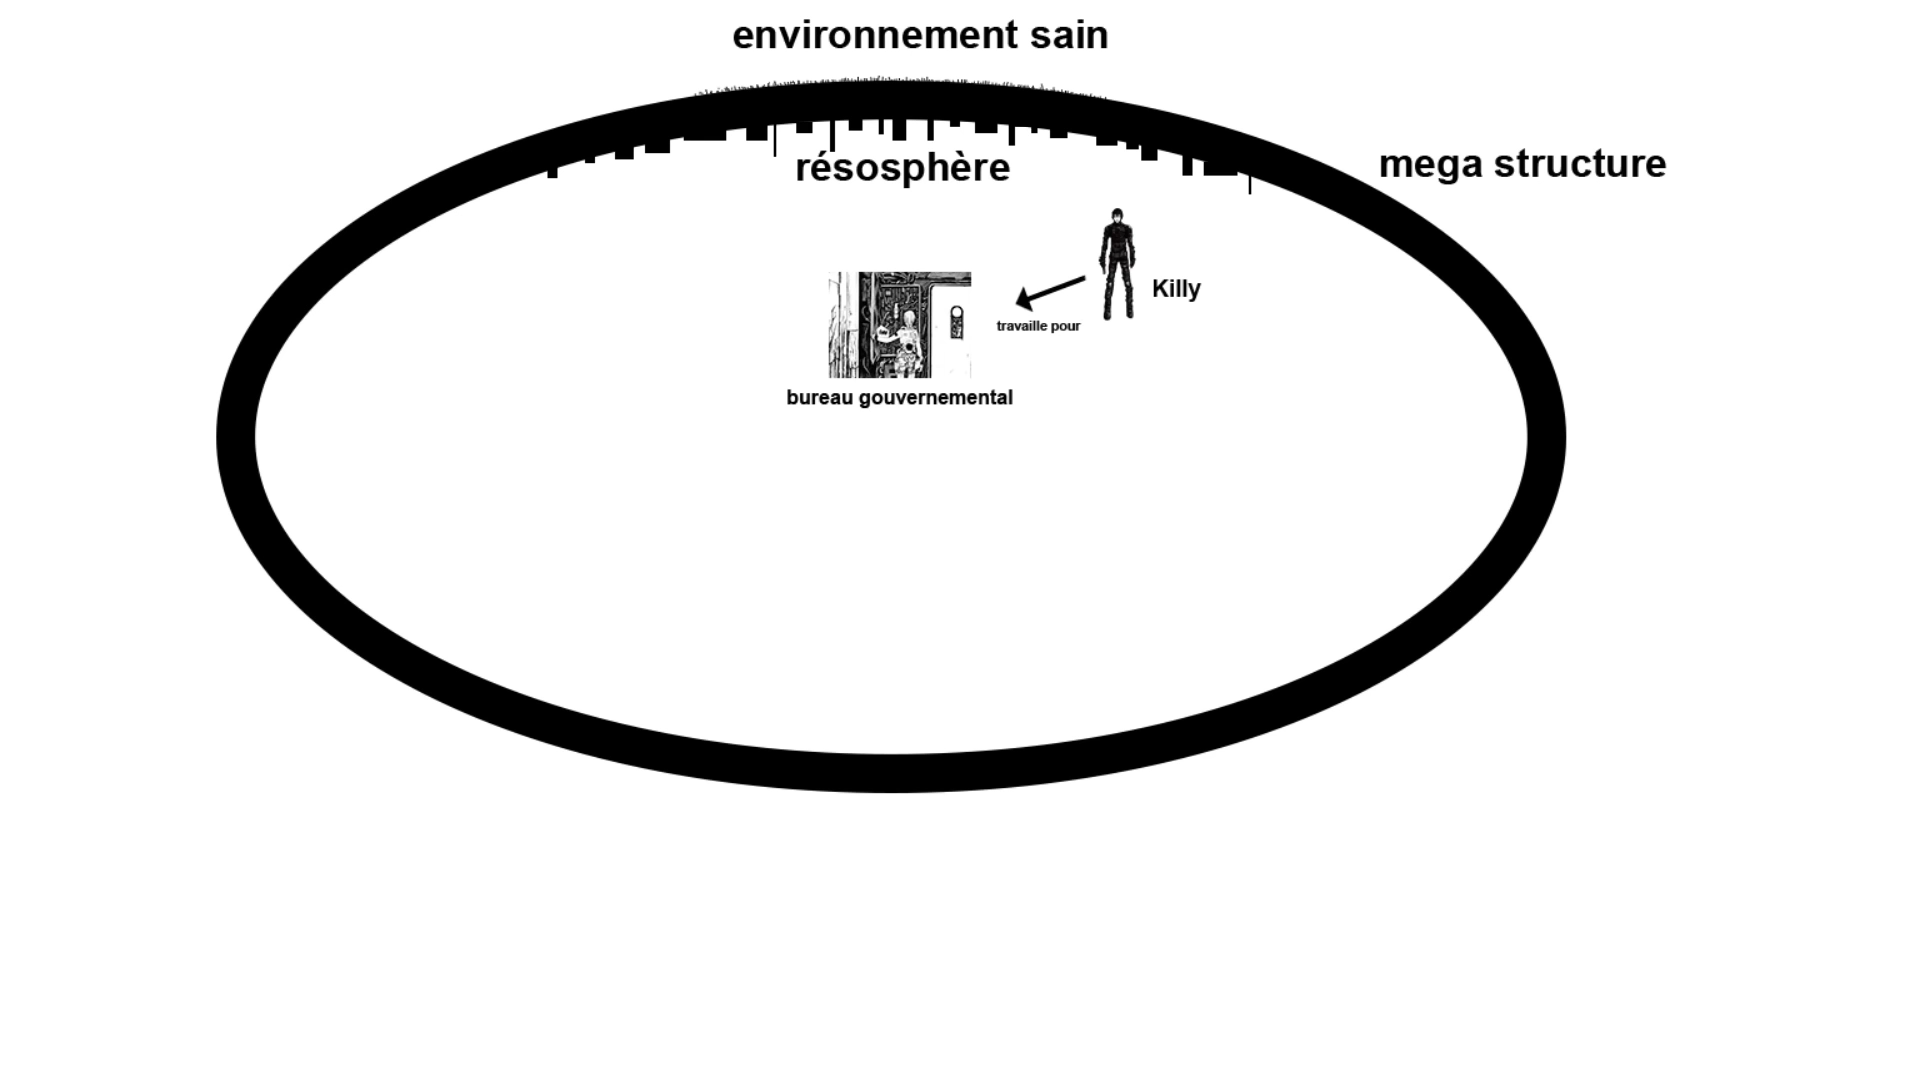 environnement sain
résosphère
mega structure
Killy
travaille pour
bureau gouvernemental